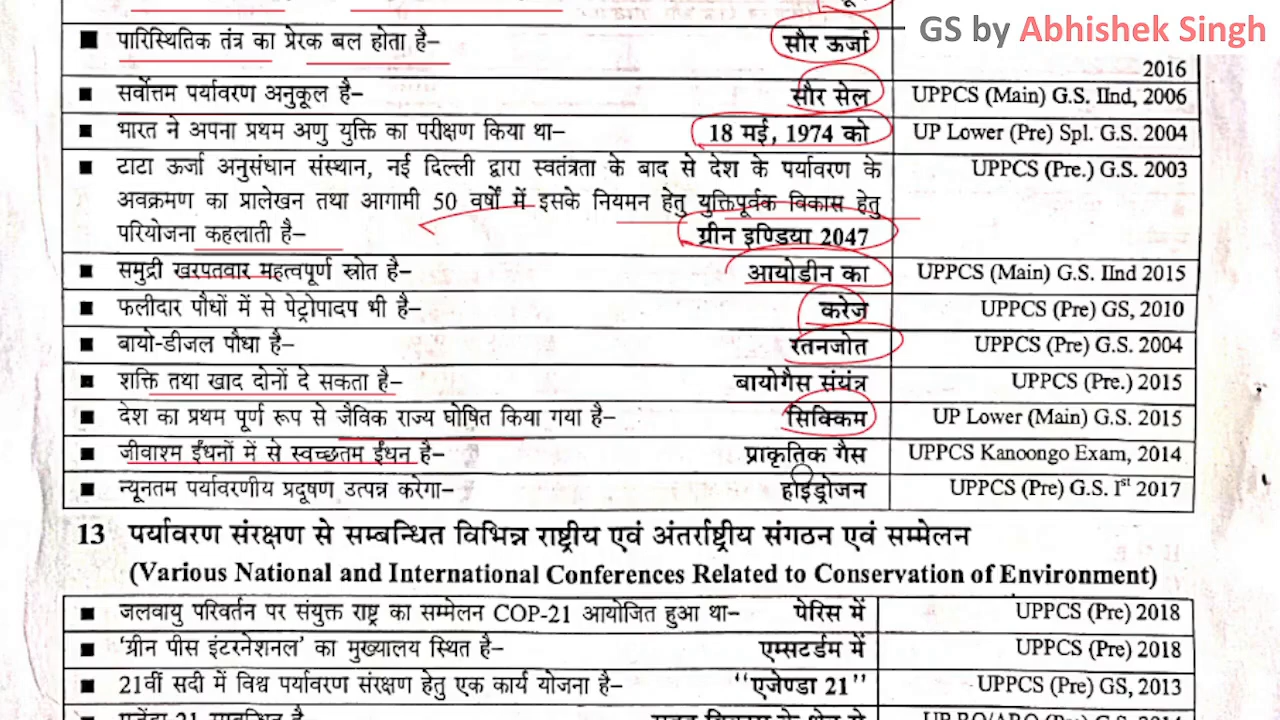 GS by Abhishek Singh
■ पारिस्थितिक तंत्र का प्रेरक बल होता है– सौर ऊर्जा
2016
■ सर्वोत्तम पर्यावरण अनुकूल है– सौर सेल UPPCS (Main) G.S. IInd, 2006
■ भारत ने अपना प्रथम अणु युक्ति का परीक्षण किया था– 18 मई, 1974 को UP Lower (Pre) Spl. G.S. 2004
■ टाटा ऊर्जा अनुसंधान संस्थान, नई दिल्ली द्वारा स्वतंत्रता के बाद से देश के पर्यावरण के UPPCS (Pre.) G.S. 2003
अवक्रमण का प्रालेखन तथा आगामी 50 वर्षों में इसके नियमन हेतु युक्तिपूर्वक विकास हेतु
परियोजना कहलाती है– ग्रीन इण्डिया 2047
■ समुद्री खरपतवार महत्वपूर्ण स्रोत है– आयोडीन का UPPCS (Main) G.S. IInd 2015
■ फलीदार पौधों में से पेट्रोपादप भी है– करेज UPPCS (Pre) GS, 2010
■ बायो-डीजल पौधा है– रतनजोत UPPCS (Pre) G.S. 2004
■ शक्ति तथा खाद दोनों दे सकता है– बायोगैस संयंत्र UPPCS (Pre.) 2015
■ देश का प्रथम पूर्ण रूप से जैविक राज्य घोषित किया गया है– सिक्किम UP Lower (Main) G.S. 2015
■ जीवाश्म ईंधनों में से स्वच्छतम ईंधन है– प्राकृतिक गैस UPPCS Kanoongo Exam, 2014
■ न्यूनतम पर्यावरणीय प्रदूषण उत्पन्न करेगा– हाईड्रोजन UPPCS (Pre) G.S. Ist 2017
13 पर्यावरण संरक्षण से सम्बन्धित विभिन्न राष्ट्रीय एवं अंतर्राष्ट्रीय संगठन एवं सम्मेलन
(Various National and International Conferences Related to Conservation of Environment)
■ जलवायु परिवर्तन पर संयुक्त राष्ट्र का सम्मेलन COP-21 आयोजित हुआ था– पेरिस में UPPCS (Pre) 2018
■ ‘ग्रीन पीस इंटरनेशनल’ का मुख्यालय स्थित है– एम्सटर्डम में UPPCS (Pre) 2018
■ 21वीं सदी में विश्व पर्यावरण संरक्षण हेतु एक कार्य योजना है– “एजेण्डा 21” UPPCS (Pre) GS, 2013